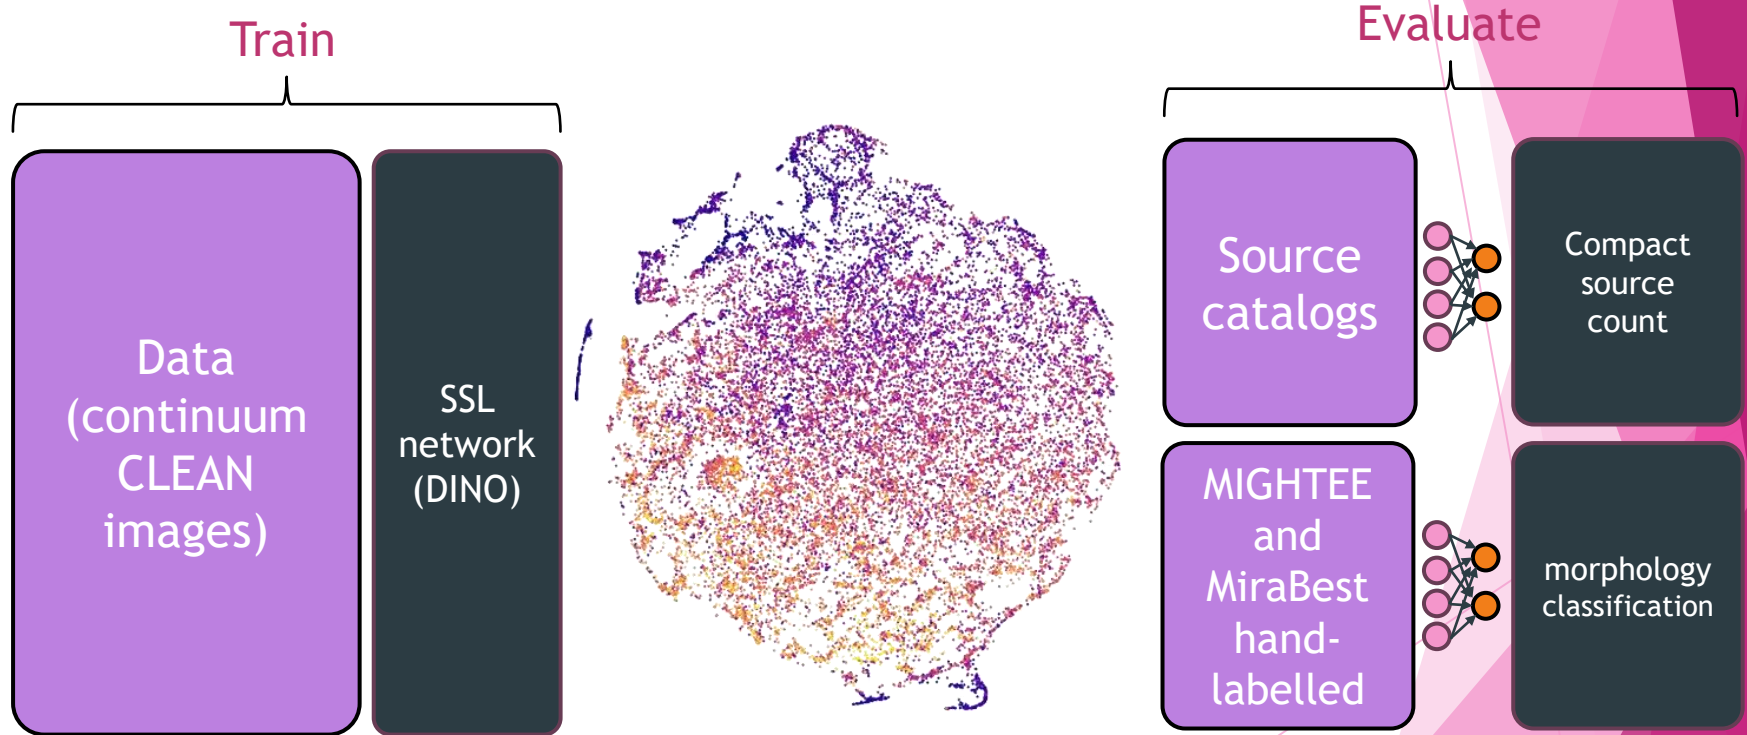 Train
Evaluate
Data
(continuum
CLEAN
images)
SSL
network
(DINO)
Source
catalogs
Compact
source
count
MIGHTEE
and
MiraBest
hand-
labelled
morphology
classification